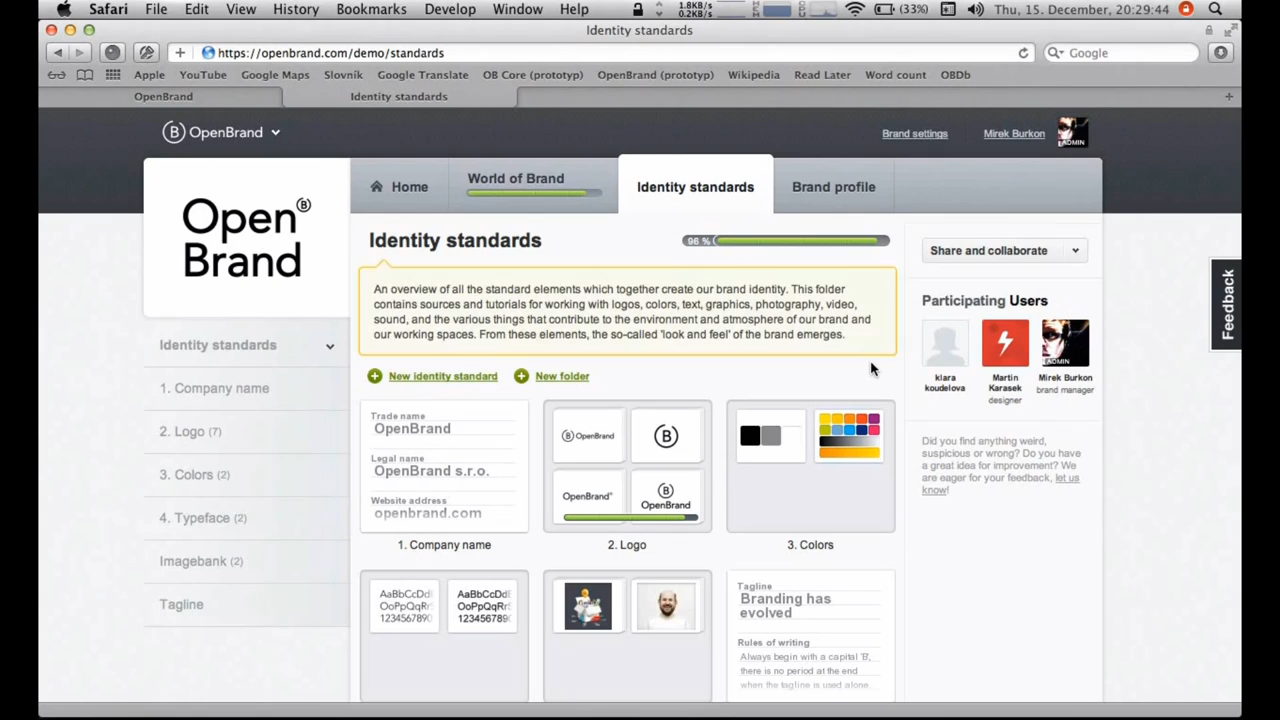 Safari File Edit View History Bookmarks Develop Window Help 1.8KB/s 0.2KB/s (33%) Thu, 15. December, 20:29:44
Identity standards
https://openbrand.com/demo/standards Google
Apple YouTube Google Maps Slovnik Google Translate OB Core (prototyp) OpenBrand (prototyp) Wikipedia Read Later Word count OBDb
OpenBrand Identity standards
B OpenBrand Brand settings Mirek Burkon ADMIN
Open B
Brand
Home World of Brand Identity standards Brand profile
Identity standards 96 %
An overview of all the standard elements which together create our brand identity. This folder
contains sources and tutorials for working with logos, colors, text, graphics, photography, video,
sound, and the various things that contribute to the environment and atmosphere of our brand and
our working spaces. From these elements, the so-called 'look and feel' of the brand emerges.
Share and collaborate
Feedback
Participating Users
ADMIN
klara
koudelova
Martin
Karasek
designer
Mirek Burkon
brand manager
Did you find anything weird,
suspicious or wrong? Do you have
a great idea for improvement? We
are eager for your feedback, let us
know!
Identity standards
1. Company name
2. Logo (7)
3. Colors (2)
4. Typeface (2)
Imagebank (2)
Tagline
New identity standard New folder
Trade name
OpenBrand
Legal name
OpenBrand s.r.o.
Website address
openbrand.com
1. Company name
B OpenBrand
B
OpenBrand
B
OpenBrand
2. Logo
3. Colors
AaBbCcDdl
OoPpQqRr
1234567890
AaBbCcDdE
OoPpQqRrS
1234567890
Tagline
Branding has
evolved
Rules of writing
Always begin with a capital 'B',
there is no period at the end
when the tagline is used alone.